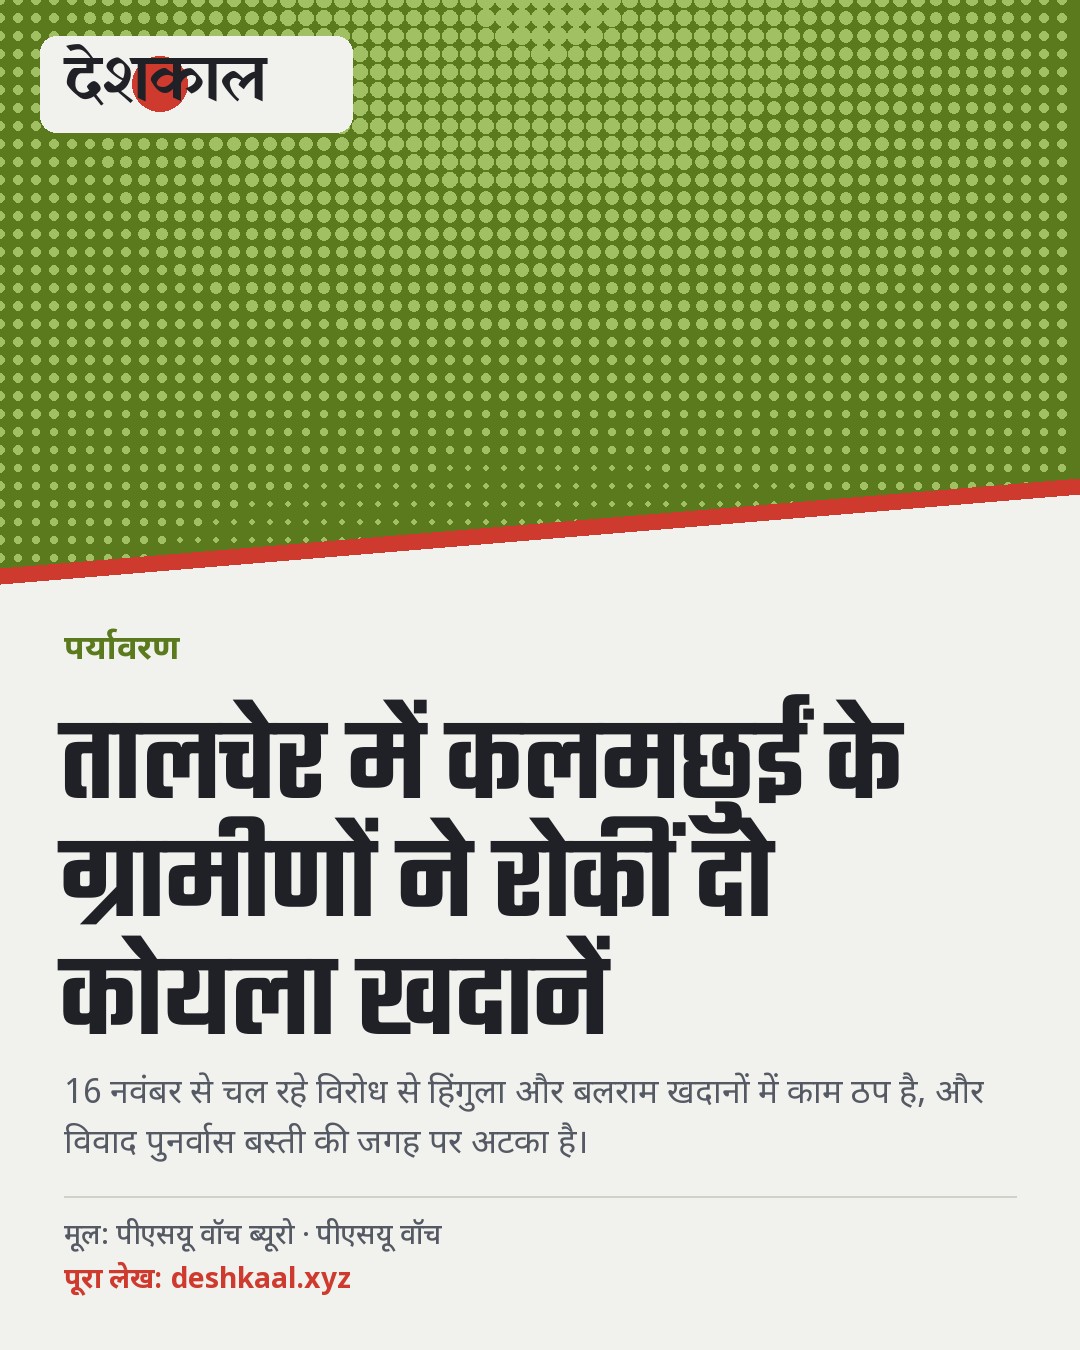 देशकाल
पर्यावरण
तालचेर में कलमछुईं के
ग्रामीणों ने रोकीं दो
कोयला खदानें
16 नवंबर से चल रहे विरोध से हिंगुला और बलराम खदानों में काम ठप है, और
विवाद पुनर्वास बस्ती की जगह पर अटका है।
मूल: पीएसयू वॉच ब्यूरो · पीएसयू वॉच
पूरा लेख: deshkaal.xyz